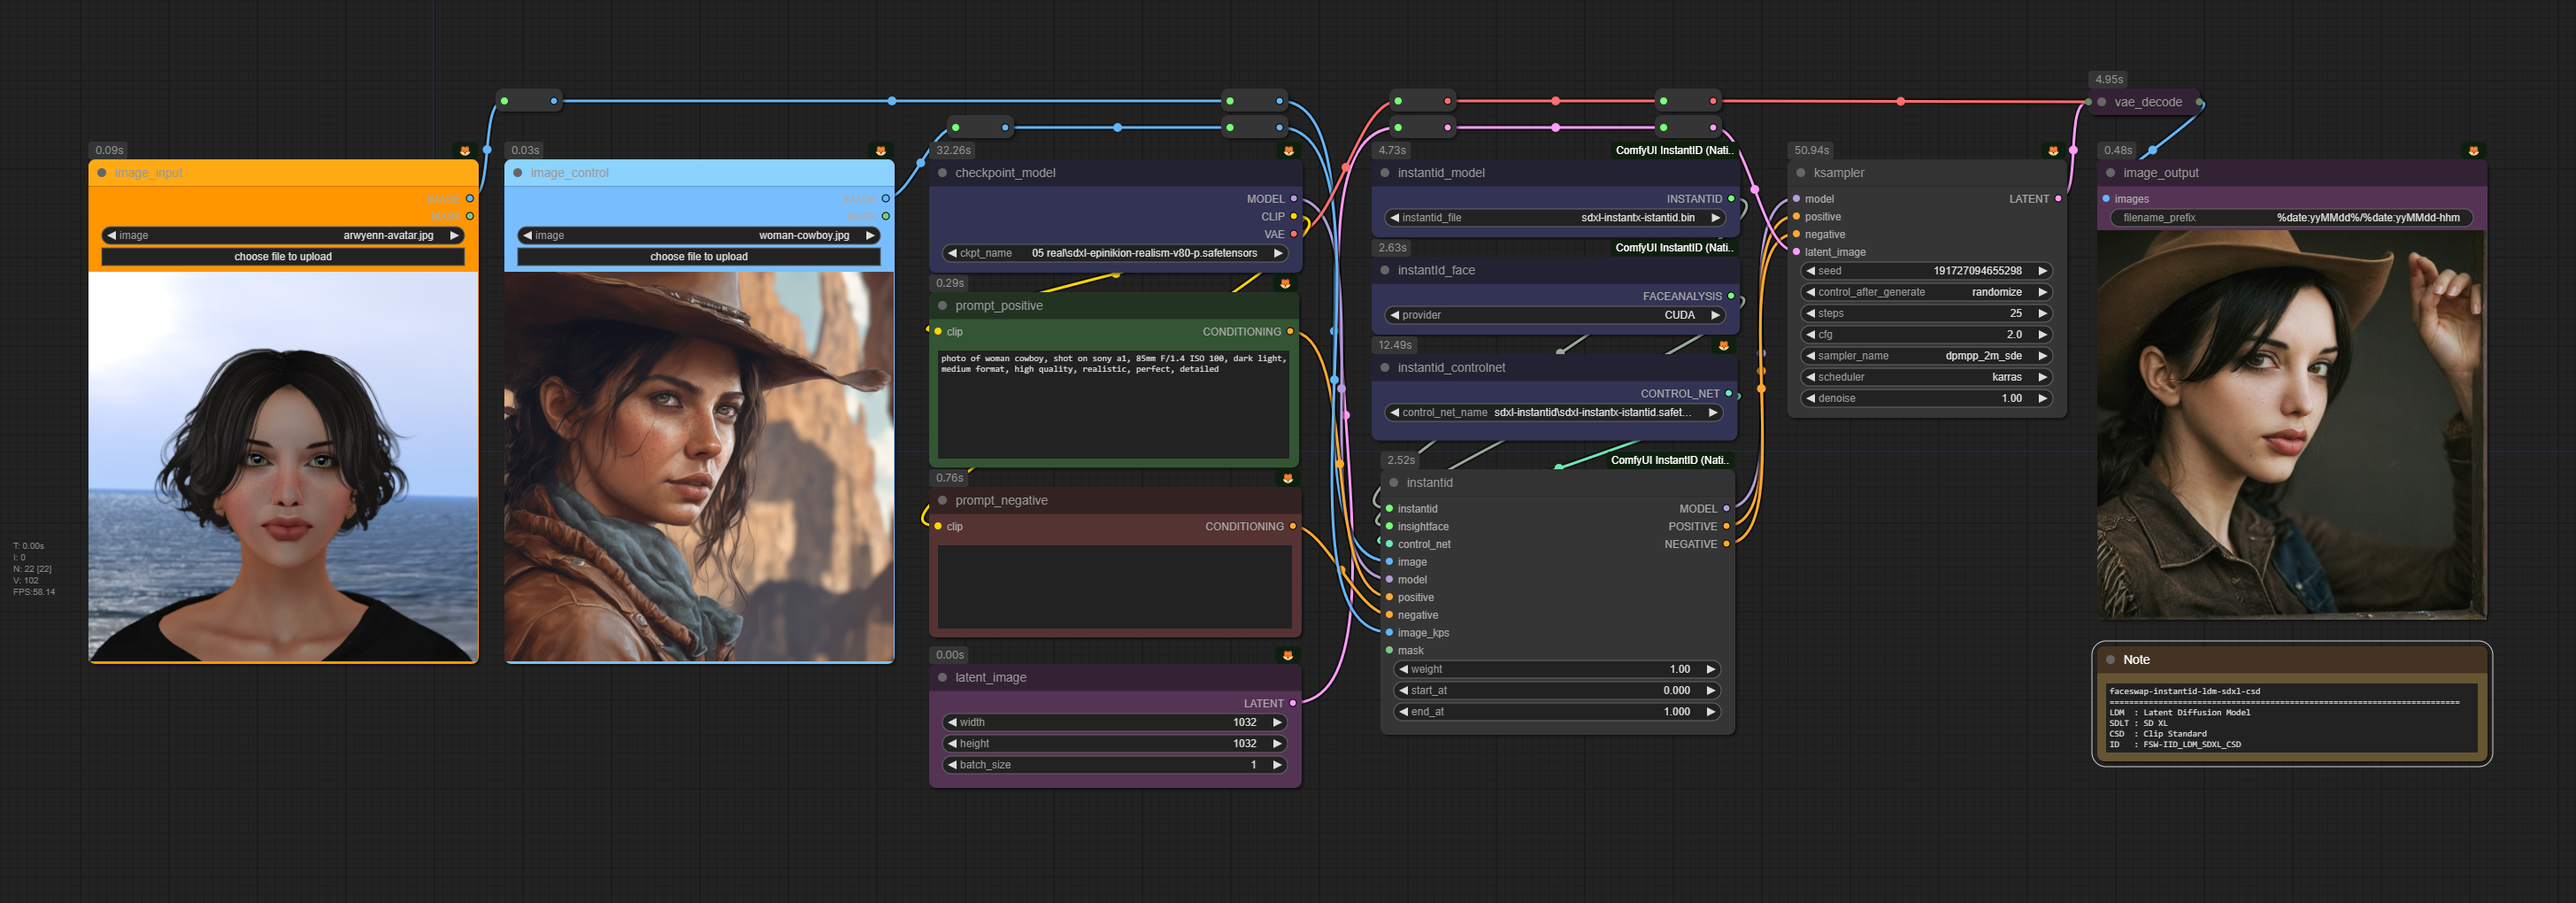 0.09s
image_input
IMAGE
MASK
image
arwyenn-avatar.jpg
choose file to upload
0.03s
image_control
IMAGE
MASK
image
woman-cowboy.jpg
choose file to upload
T: 0.00s
I: 0
N: 22 [22]
V: 102
FPS:58.14
32.26s
checkpoint_model
MODEL
CLIP
VAE
ckpt_name
05 real\sdxl-epinikion-realism-v80-p.safetensors
0.29s
prompt_positive
clip
CONDITIONING
photo of woman cowboy, shot on sony a1, 85mm F/1.4 ISO 100, dark light,
medium format, high quality, realistic, perfect, detailed
0.76s
prompt_negative
clip
CONDITIONING
0.00s
latent_image
LATENT
width
1032
height
1032
batch_size
1
4.73s
ComfyUI InstantID (Nati..
instantid_model
INSTANTID
instantid_file
sdxl-instantx-istantid.bin
2.63s
ComfyUI InstantID (Nati..
instantId_face
FACEANALYSIS
provider
CUDA
12.49s
instantid_controlnet
CONTROL_NET
control_net_name
sdxl-instantid\sdxl-instantx-istantid.safet...
2.52s
ComfyUI InstantID (Nati..
instantid
instantid
MODEL
insightface
POSITIVE
control_net
NEGATIVE
image
model
positive
negative
image_kps
mask
weight
1.00
start_at
0.000
end_at
1.000
50.94s
ksampler
model
LATENT
positive
negative
latent_image
seed
191727094655298
control_after_generate
randomize
steps
25
cfg
2.0
sampler_name
dpmpp_2m_sde
scheduler
karras
denoise
1.00
4.95s
vae_decode
0.48s
image_output
images
filename_prefix
%date:yyMMdd%/%date:yyMMdd-hhm
Note
faceswap-instantid-ldm-sdxl-csd
========================================================================
LDM : Latent Diffusion Model
SDLT : SD XL
CSD : Clip Standard
ID : FSW-IID_LDM_SDXL_CSD